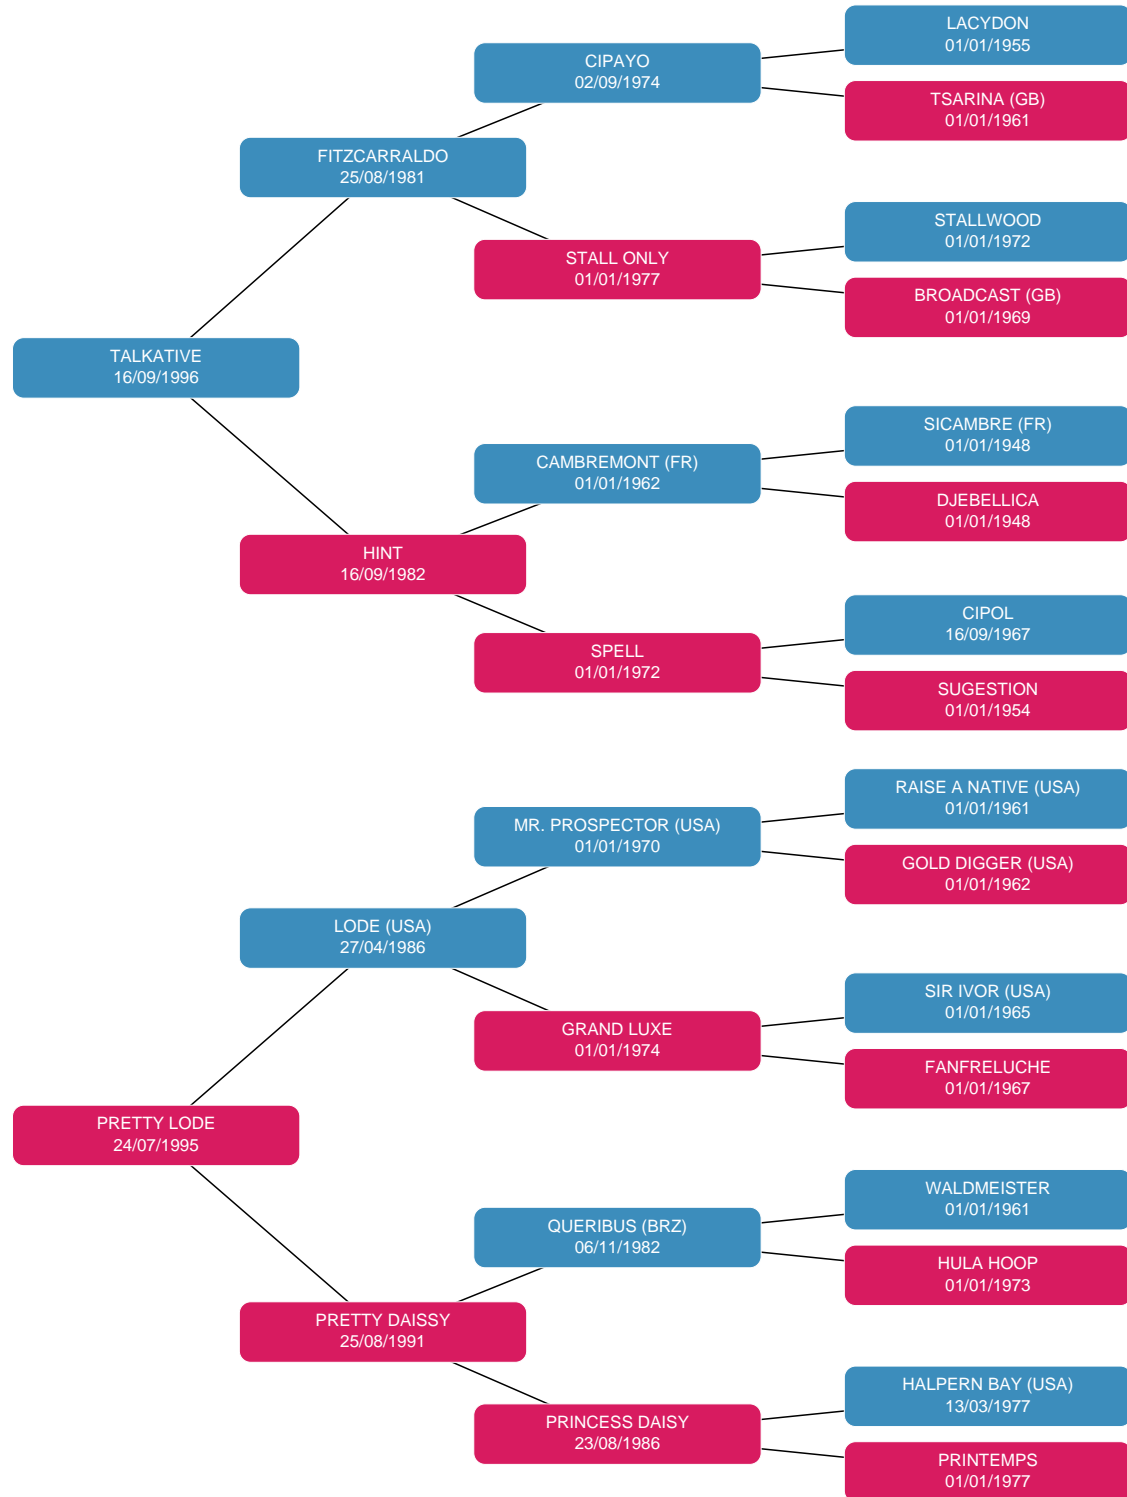 LACYDON
01/01/1955
CIPAYO
02/09/1974
TSARINA (GB)
01/01/1961
FITZCARRALDO
25/08/1981
STALLWOOD
01/01/1972
STALL ONLY
01/01/1977
BROADCAST (GB)
01/01/1969
TALKATIVE
16/09/1996
SICAMBRE (FR)
01/01/1948
CAMBREMONT (FR)
01/01/1962
DJEBELLICA
01/01/1948
HINT
16/09/1982
CIPOL
16/09/1967
SPELL
01/01/1972
SUGESTION
01/01/1954
RAISE A NATIVE (USA)
01/01/1961
MR. PROSPECTOR (USA)
01/01/1970
GOLD DIGGER (USA)
01/01/1962
LODE (USA)
27/04/1986
SIR IVOR (USA)
01/01/1965
GRAND LUXE
01/01/1974
FANFRELUCHE
01/01/1967
PRETTY LODE
24/07/1995
WALDMEISTER
01/01/1961
QUERIBUS (BRZ)
06/11/1982
HULA HOOP
01/01/1973
PRETTY DAISSY
25/08/1991
HALPERN BAY (USA)
13/03/1977
PRINCESS DAISY
23/08/1986
PRINTEMPS
01/01/1977